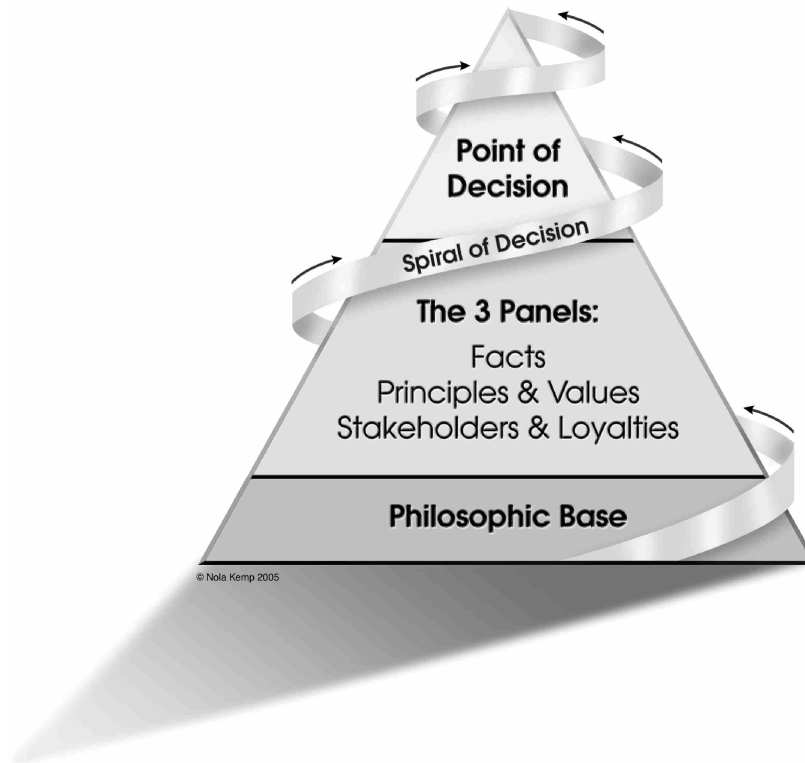 Point of
Decision
Spiral of Decision
The 3 Panels:
Facts
Principles & Values
Stakeholders & Loyalties
Philosophic Base
© Nola Kemp 2005